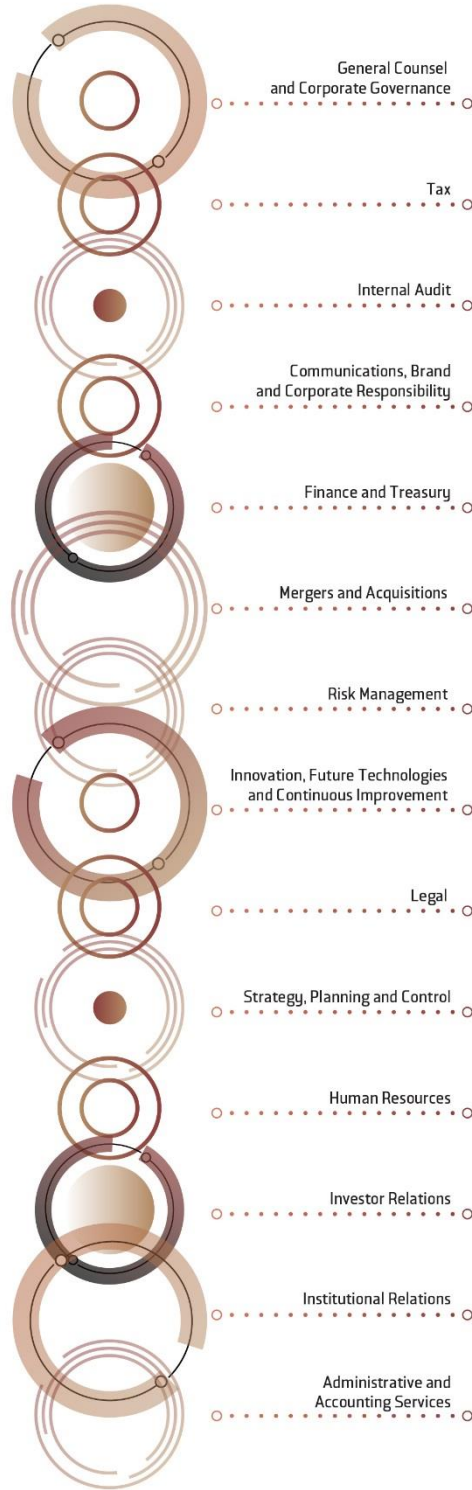 General Counsel
and Corporate Governance
Tax
Internal Audit
Communications, Brand
and Corporate Responsibility
Finance and Treasury
Mergers and Acquisitions
Risk Management
Innovation, Future Technologies
and Continuous Improvement
Legal
Strategy, Planning and Control
Human Resources
Investor Relations
Institutional Relations
Administrative and
Accounting Services